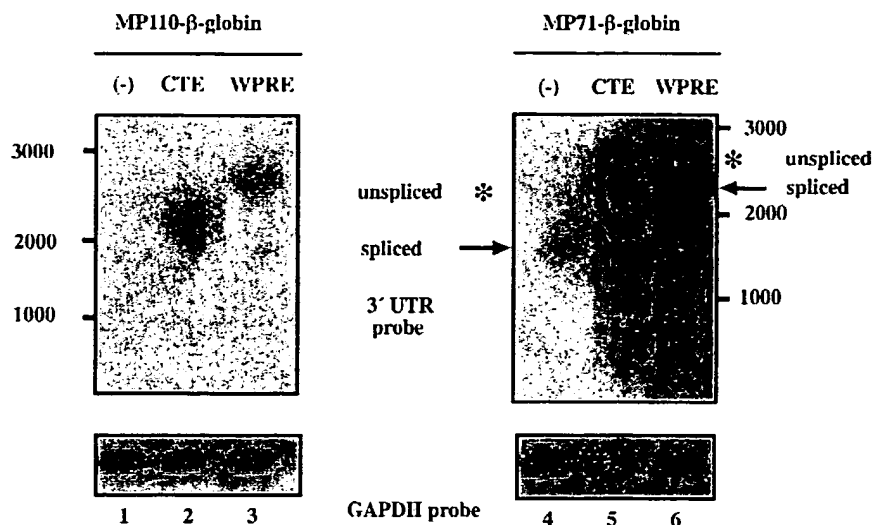 MP110-β-globin
MP71-β-globin
(-) CTE WPRE
(-) CTE WPRE
3000
2000
1000
unspliced *
spliced
3´ UTR
probe
3000
* unspliced
spliced
2000
1000
1 2 3
GAPDH probe
4 5 6